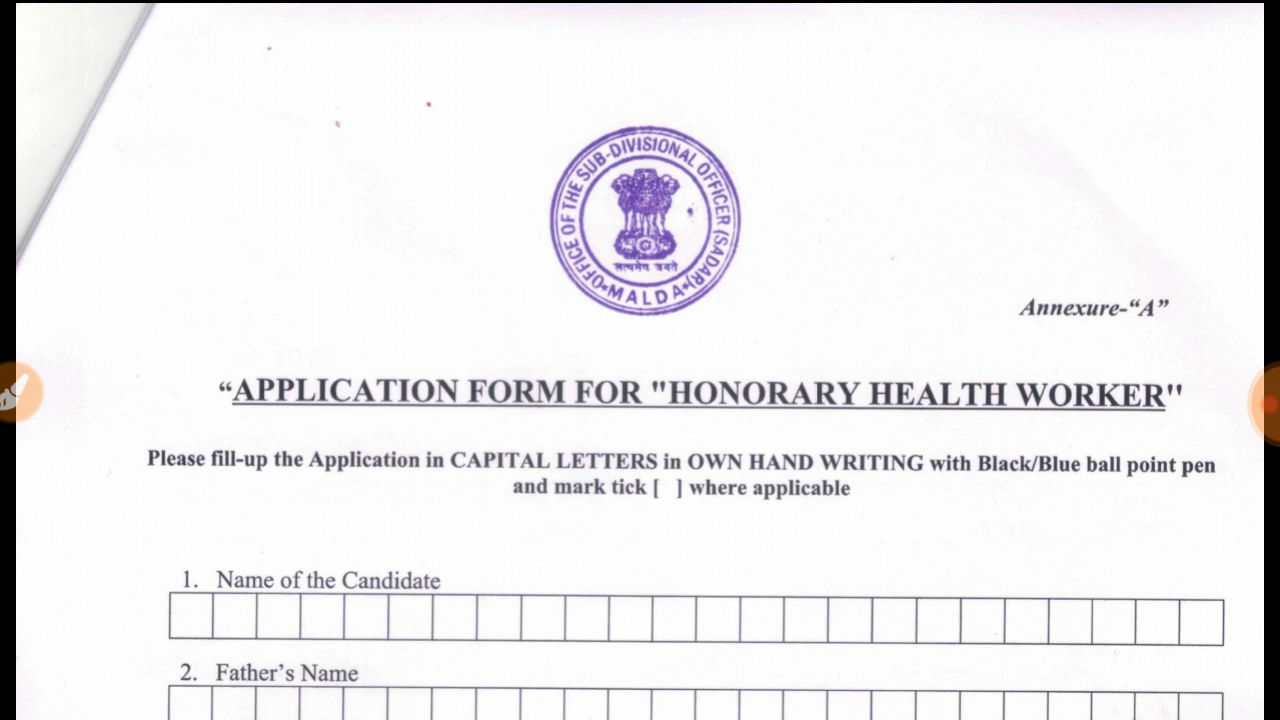 OFFICE OF THE SUB-DIVISIONAL OFFICER (SADAR)
सत्यमेव जयते
*MALDA*
Annexure-“A”
“APPLICATION FORM FOR "HONORARY HEALTH WORKER"
Please fill-up the Application in CAPITAL LETTERS in OWN HAND WRITING with Black/Blue ball point pen
and mark tick [ ] where applicable
1. Name of the Candidate
2. Father’s Name